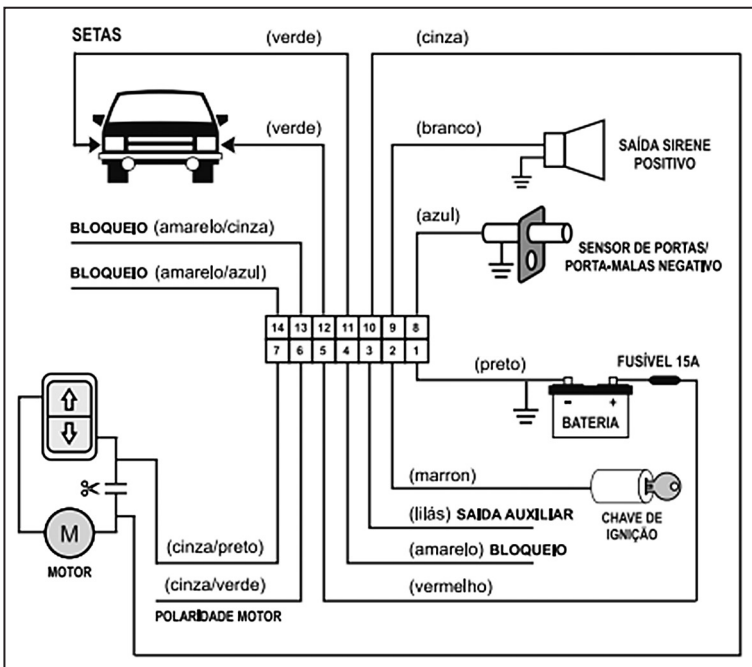 SETAS
(verde)
(cinza)
(verde)
(branco)
SAÍDA SIRENE
POSITIVO
(azul)
BLOQUEIO (amarelo/cinza)
SENSOR DE PORTAS/
PORTA-MALAS NEGATIVO
BLOQUEIO (amarelo/azul)
14 13 12 11 10 9 8
7 6 5 4 3 2 1
(preto)
FUSÍVEL 15A
- +
BATERIA
(marron)
CHAVE DE
IGNIÇÃO
(lilás) SAIDA AUXILIAR
M
MOTOR
(cinza/preto)
(amarelo) BLOQUEIO
(cinza/verde)
(vermelho)
POLARIDADE MOTOR